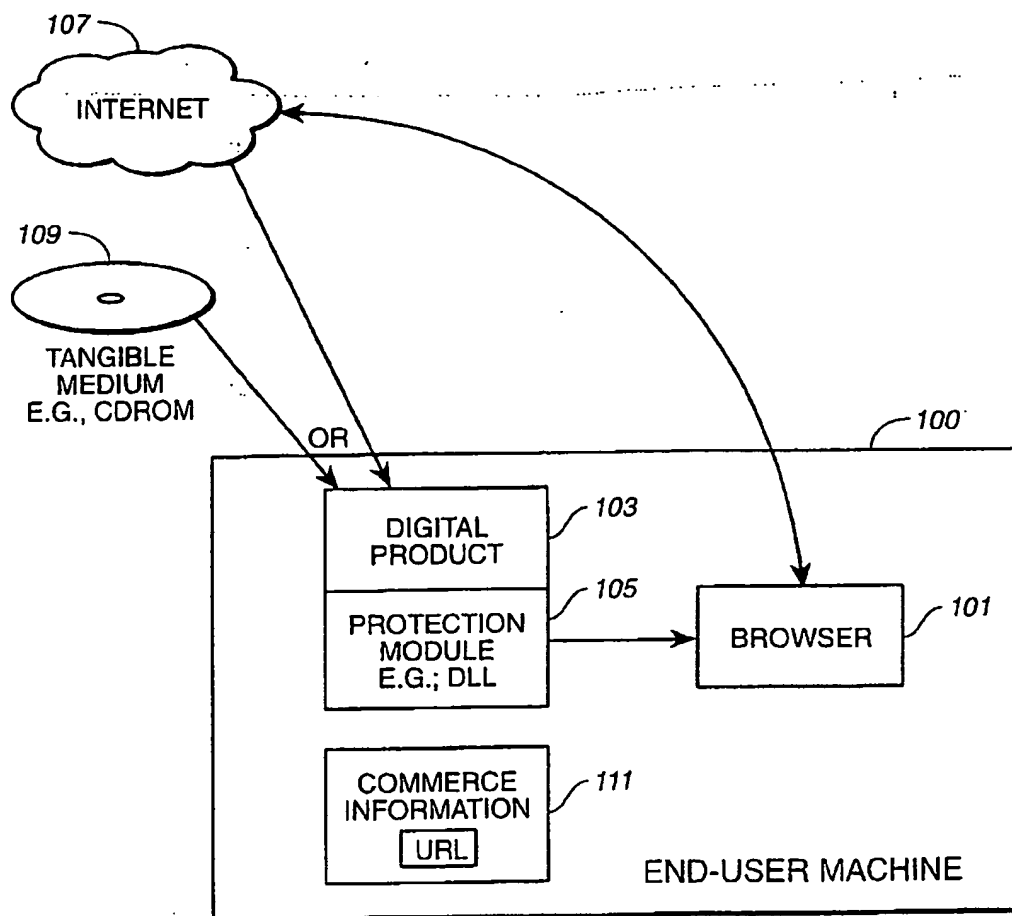 107
INTERNET
109
TANGIBLE
MEDIUM
E.G., CDROM
OR
100
DIGITAL
PRODUCT
103
PROTECTION
MODULE
E.G.; DLL
105
BROWSER
101
COMMERCE
INFORMATION
URL
111
END-USER MACHINE